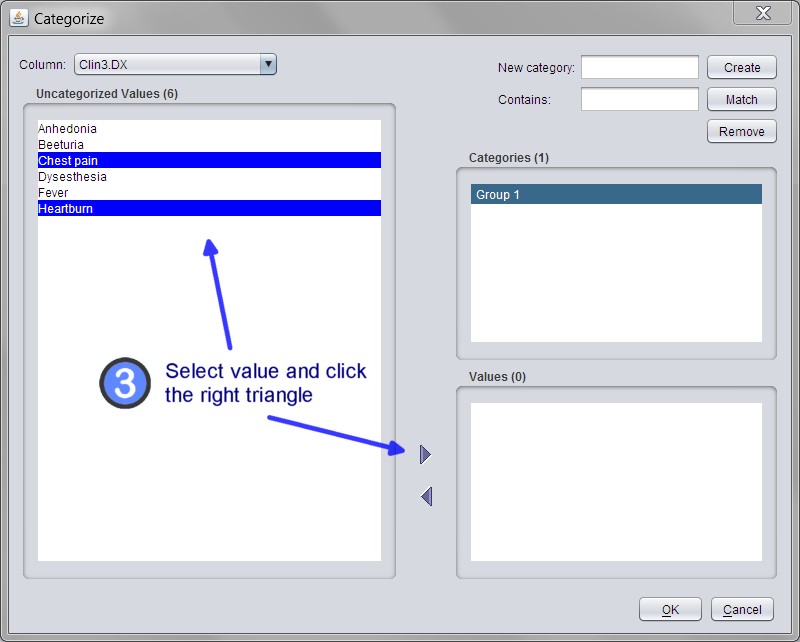 Categorize
Column: Clin3.DX
New category: Create
Contains: Match
Remove
Uncategorized Values (6)
Anhedonia
Beeturia
Chest pain
Dysesthesia
Fever
Heartburn
Categories (1)
Group 1
3 Select value and click
the right triangle
Values (0)
OK Cancel